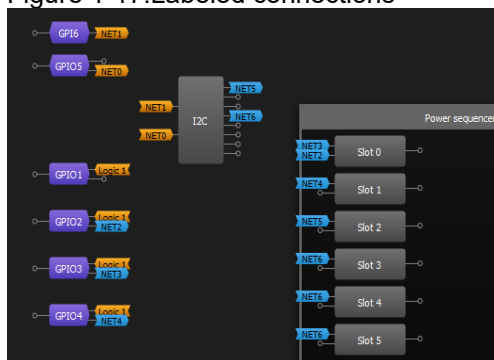 Figure 1-17.Labeled connections
GPI6 NET1
GPIO5 NET0
NET1 I2C NET5
NET6
NET0
Power sequencer
GPIO1 Logic 1
GPIO2 Logic 1
NET2
GPIO3 Logic 1
NET3
GPIO4 Logic 1
NET4
NET3
NET2 Slot 0
NET4 Slot 1
NET5 Slot 2
NET6 Slot 3
NET6 Slot 4
NET6 Slot 5